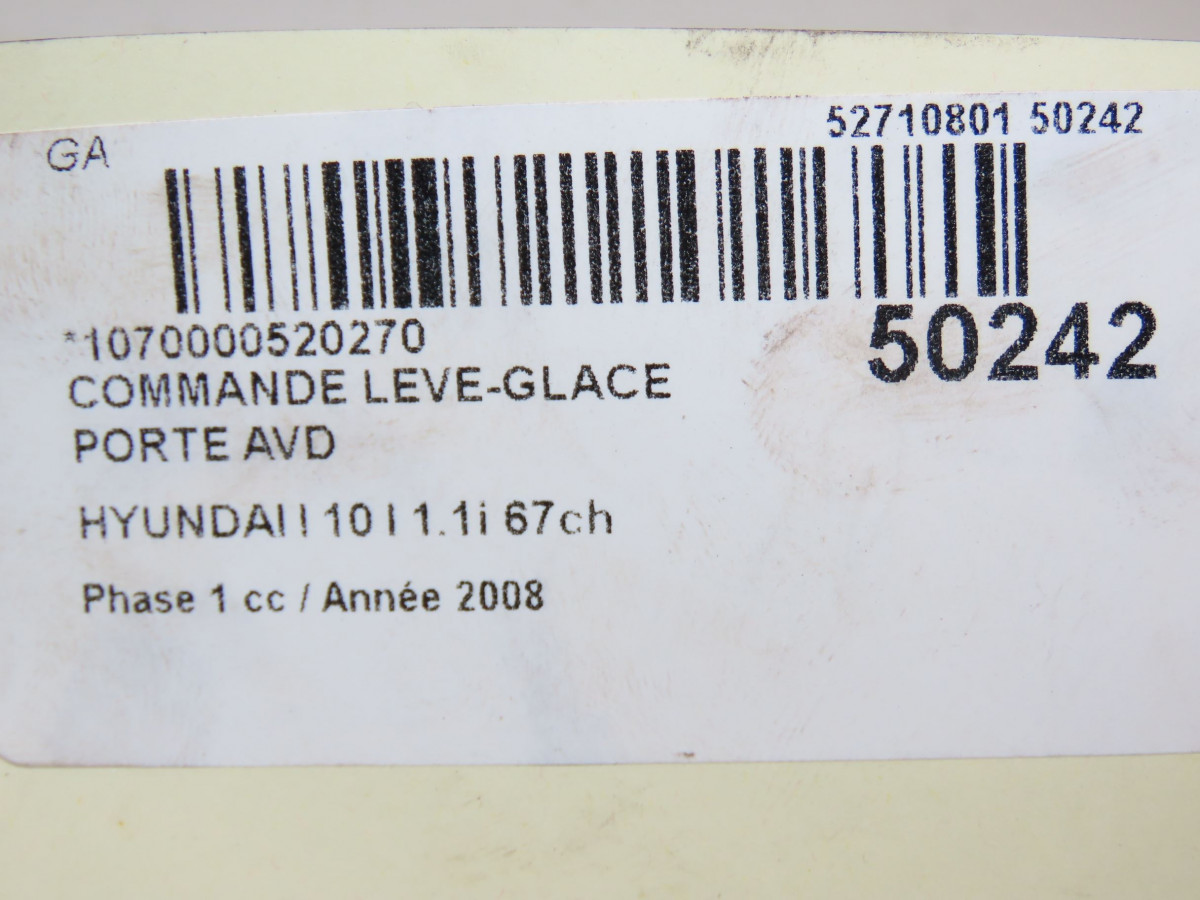 52710801 50242
GA
*1070000520270
50242
COMMANDE LEVE-GLACE
PORTE AVD
HYUNDAI I 10 I 1.1i 67ch
Phase 1 cc / Année 2008